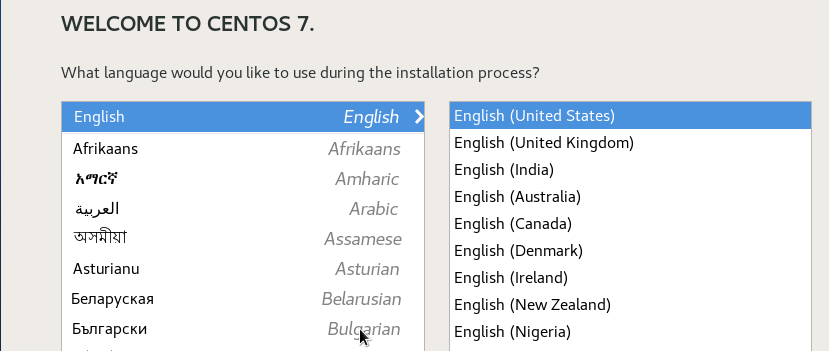 WELCOME TO CENTOS 7.
What language would you like to use during the installation process?
English English
Afrikaans Afrikaans
አማርኛ Amharic
العربية Arabic
অসমীয়া Assamese
Asturianu Asturian
Беларуская Belarusian
Български Bulgarian
English (United States)
English (United Kingdom)
English (India)
English (Australia)
English (Canada)
English (Denmark)
English (Ireland)
English (New Zealand)
English (Nigeria)